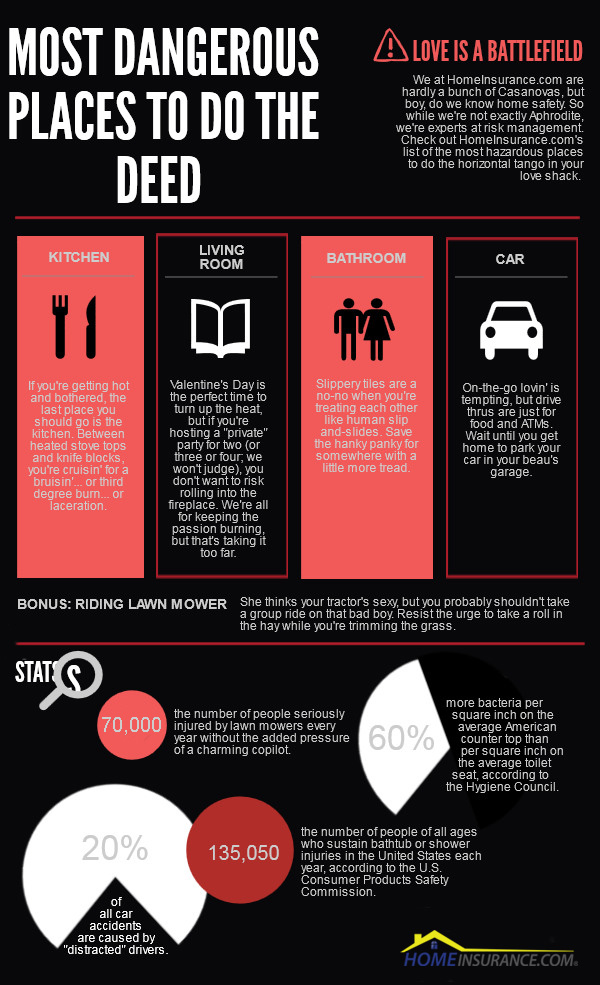 MOST DANGEROUS
PLACES TO DO THE
DEED
LOVE IS A BATTLEFIELD
We at HomeInsurance.com are
hardly a bunch of Casanovas, but
boy, do we know home safety. So
while we're not exactly Aphrodite,
we're experts at risk management.
Check out HomeInsurance.com's
list of the most hazardous places
to do the horizontal tango in your
love shack.
KITCHEN
If you're getting hot
and bothered, the
last place you
should go is the
kitchen. Between
heated stove tops
and knife blocks,
you're cruisin' for a
bruisin'... or third
degree burn... or
laceration.
LIVING
ROOM
Valentine's Day is
the perfect time to
turn up the heat,
but if you're
hosting a "private"
party for two (or
three or four; we
won't judge), you
don't want to risk
rolling into the
fireplace. We're all
for keeping the
passion burning,
but that's taking it
too far.
BATHROOM
Slippery tiles are a
no-no when you're
treating each other
like human slip
and-slides. Save
the hanky panky for
somewhere with a
little more tread.
CAR
On-the-go lovin' is
tempting, but drive
thrus are just for
food and ATMs.
Wait until you get
home to park your
car in your beau's
garage.
BONUS: RIDING LAWN MOWER
She thinks your tractor's sexy, but you probably shouldn't take
a group ride on that bad boy. Resist the urge to take a roll in
the hay while you're trimming the grass.
STATS
?
70,000
the number of people seriously
injured by lawn mowers every
year without the added pressure
of a charming copilot.
60%
more bacteria per
square inch on the
average American
counter top than
per square inch on
the average toilet
seat, according to
the Hygiene Council.
20%
of
all car
accidents
are caused by
"distracted" drivers.
135,050
the number of people of all ages
who sustain bathtub or shower
injuries in the United States each
year, according to the U.S.
Consumer Products Safety
Commission.
HOMEINSURANCE.COM